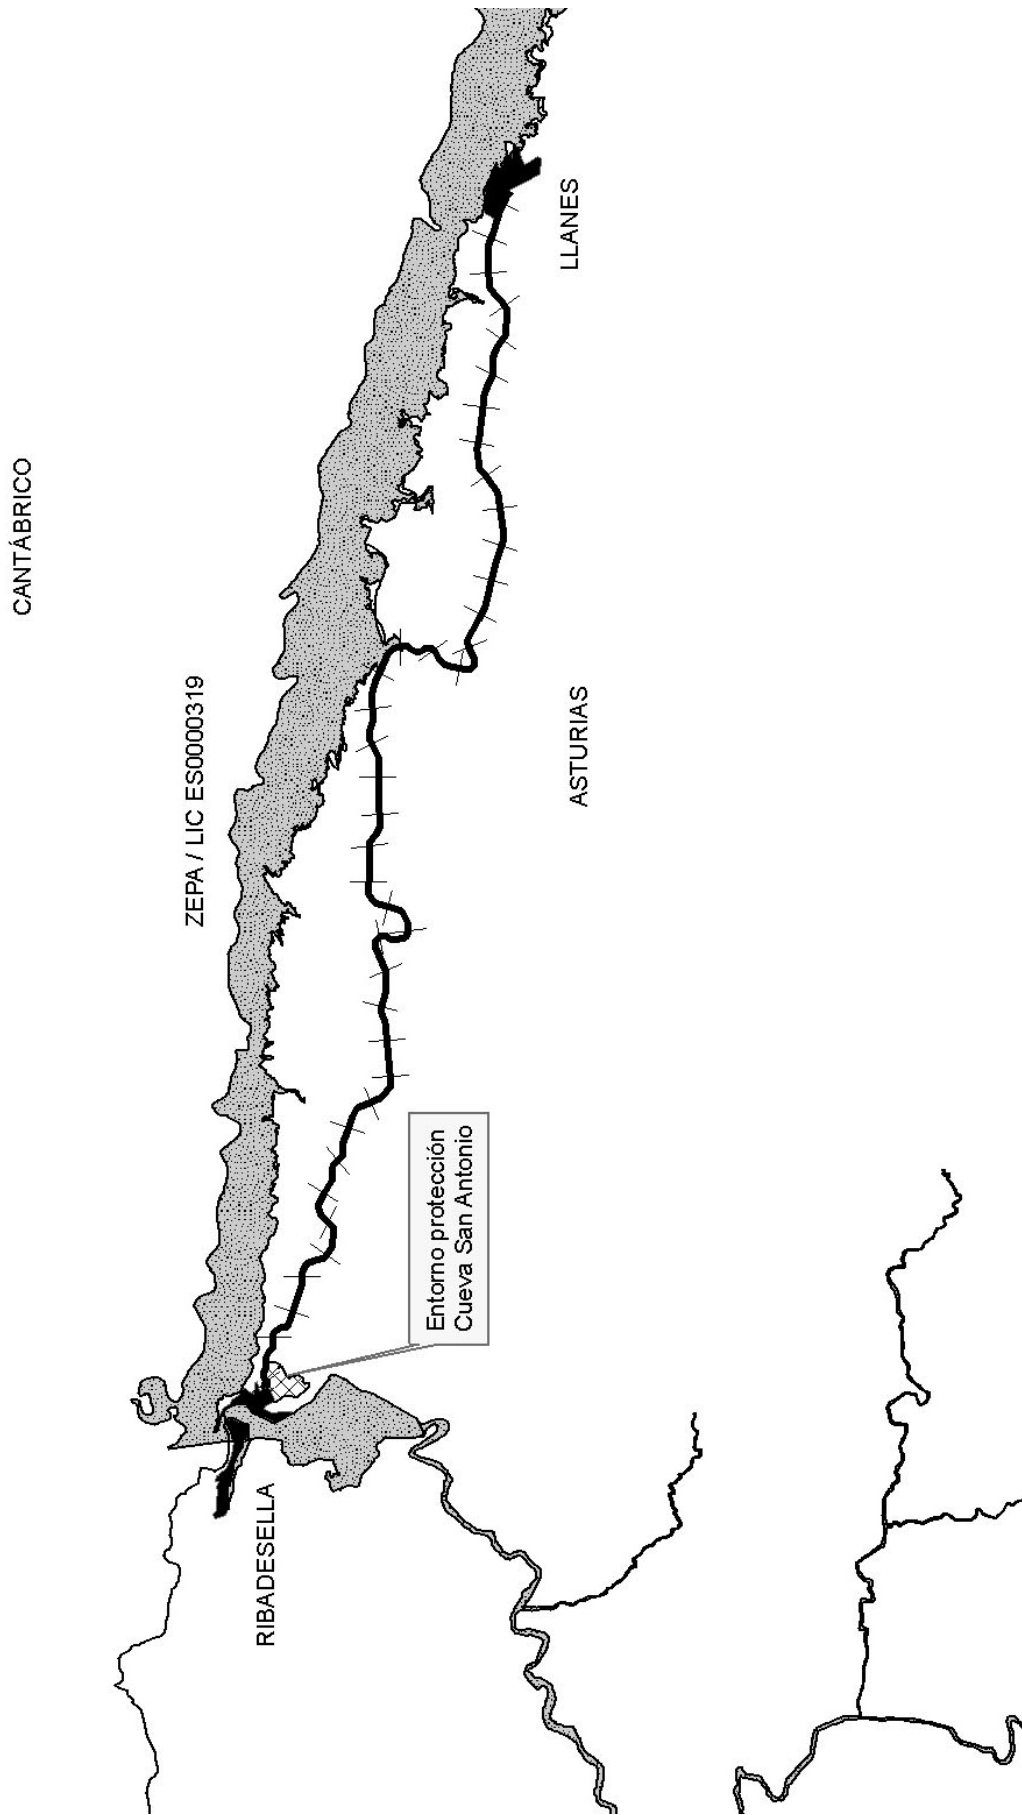 CANTÁBRICO
ZEPA / LIC ES0000319
RIBADESELLA
Entorno protección
Cueva San Antonio
LLANES
ASTURIAS